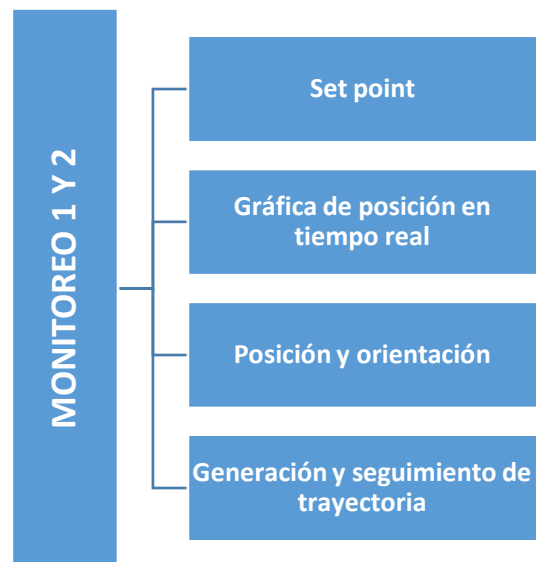 MONITOREO 1 Y 2
Set point
Gráfica de posición en
tiempo real
Posición y orientación
Generación y seguimiento de
trayectoria